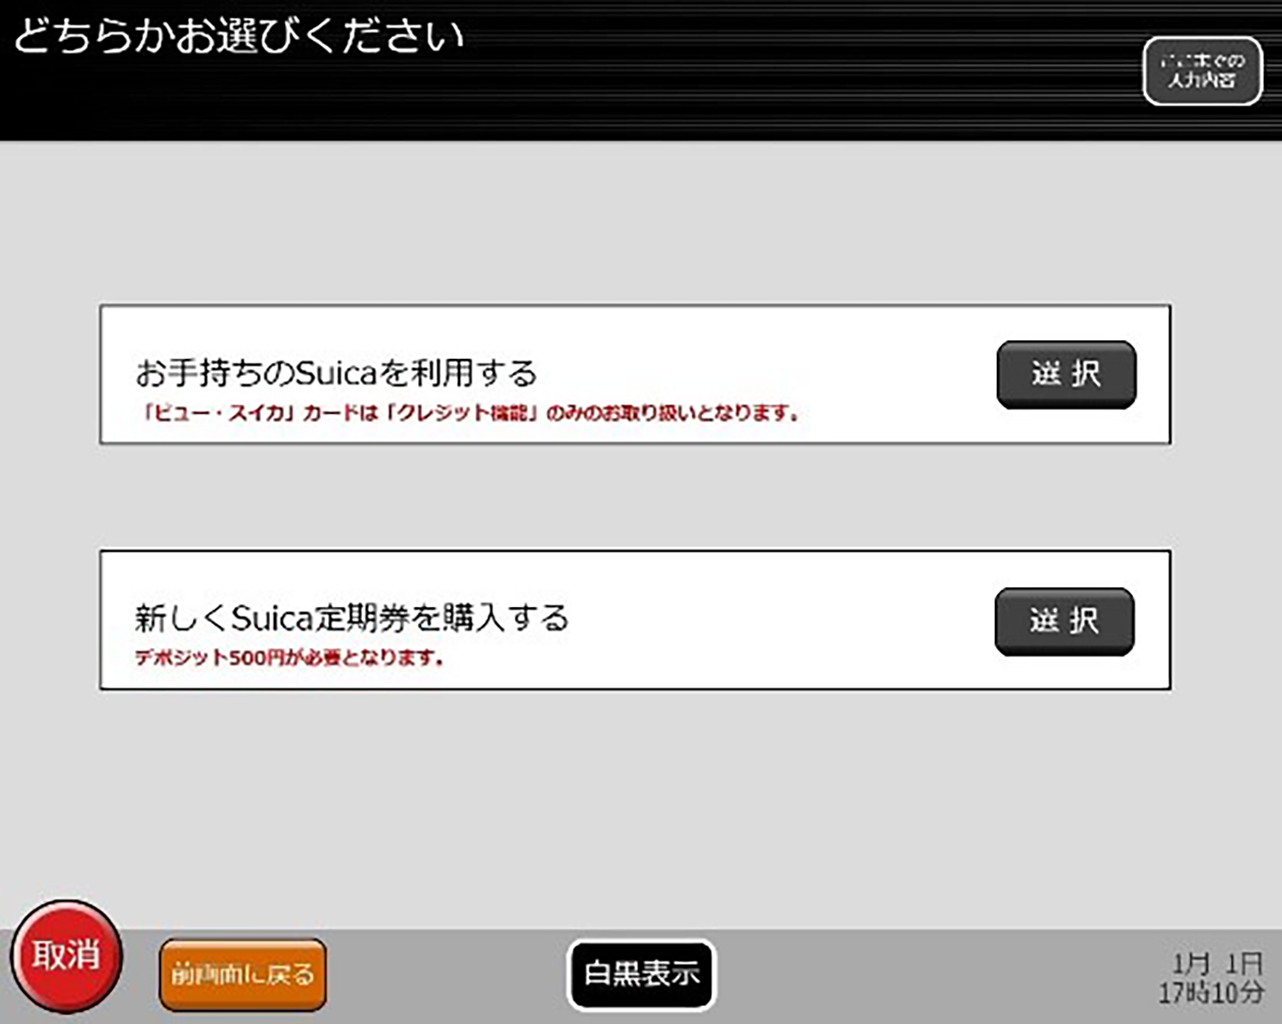 どちらかお選びください
ここまでの
入力内容
お手持ちのSuicaを利用する
選択
「ビュー・スイカ」カードは「クレジット機能」のみのお取り扱いとなります。
新しくSuica定期券を購入する
選択
デポジット500円が必要となります。
取消
前画面に戻る
白黒表示
1月 1日
17時10分